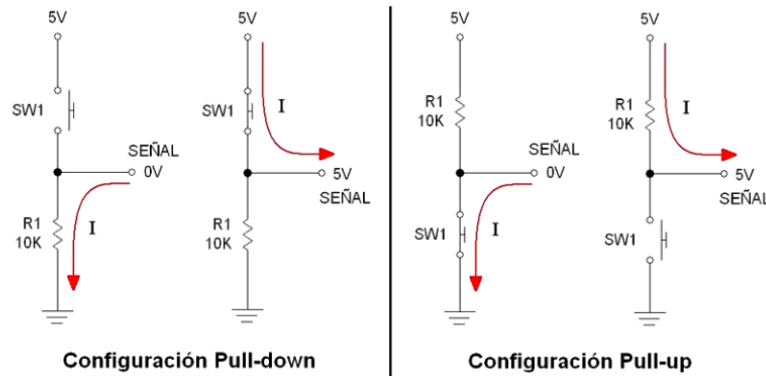 5V
SW1
SEÑAL
0V
R1
10K
I
5V
SW1
I
5V
SEÑAL
R1
10K
Configuración Pull-down
5V
R1
10K
SEÑAL
0V
SW1
I
5V
R1
10K
I
5V
SEÑAL
SW1
Configuración Pull-up